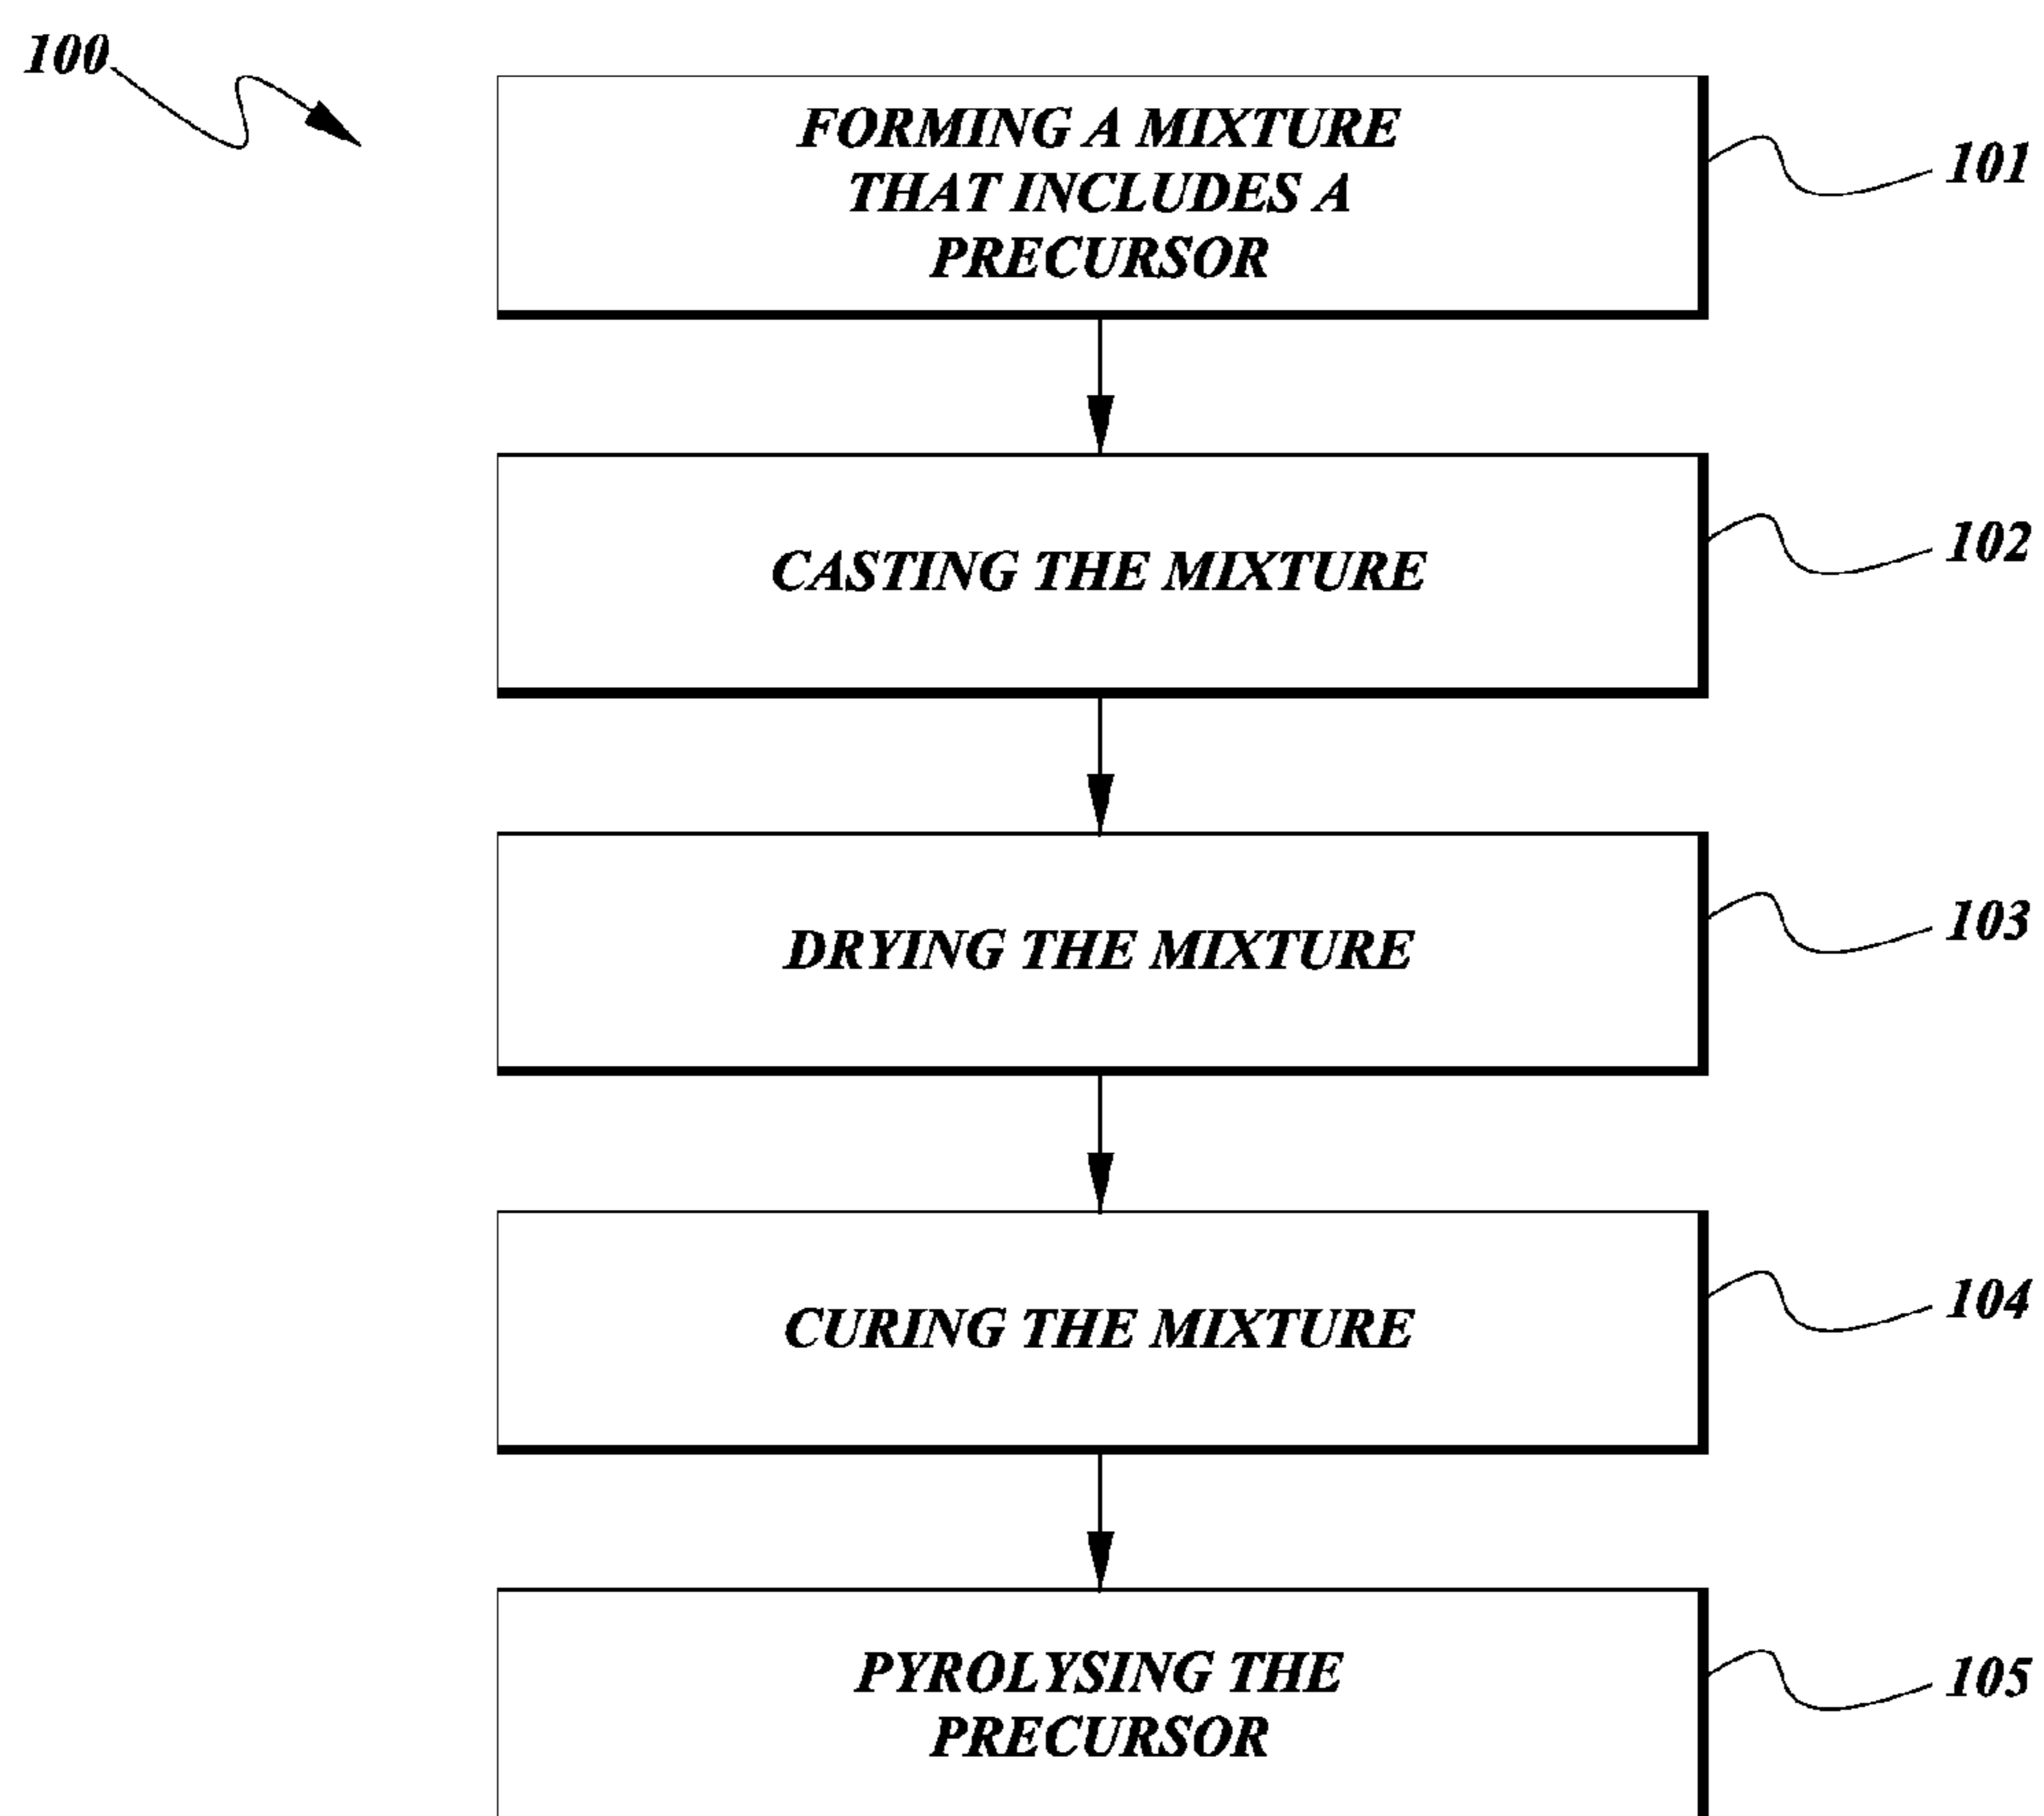 100
FORMING A MIXTURE
THAT INCLUDES A
PRECURSOR
101
CASTING THE MIXTURE
102
DRYING THE MIXTURE
103
CURING THE MIXTURE
104
PYROLYSING THE
PRECURSOR
105